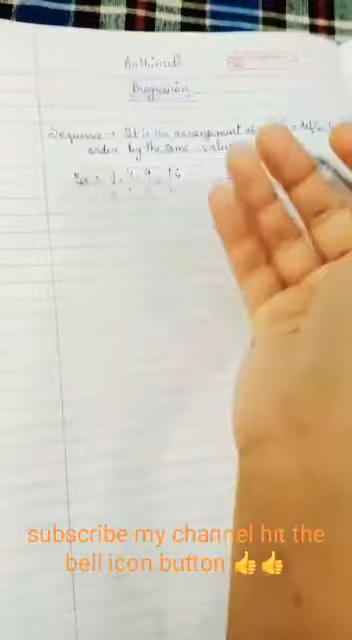 Arithmetic
Progression
Sequence → It is the arrangement of
order by the same value
Ex : 1, 4, 9, 16
subscribe my channel hit the
bell icon button 👍👍